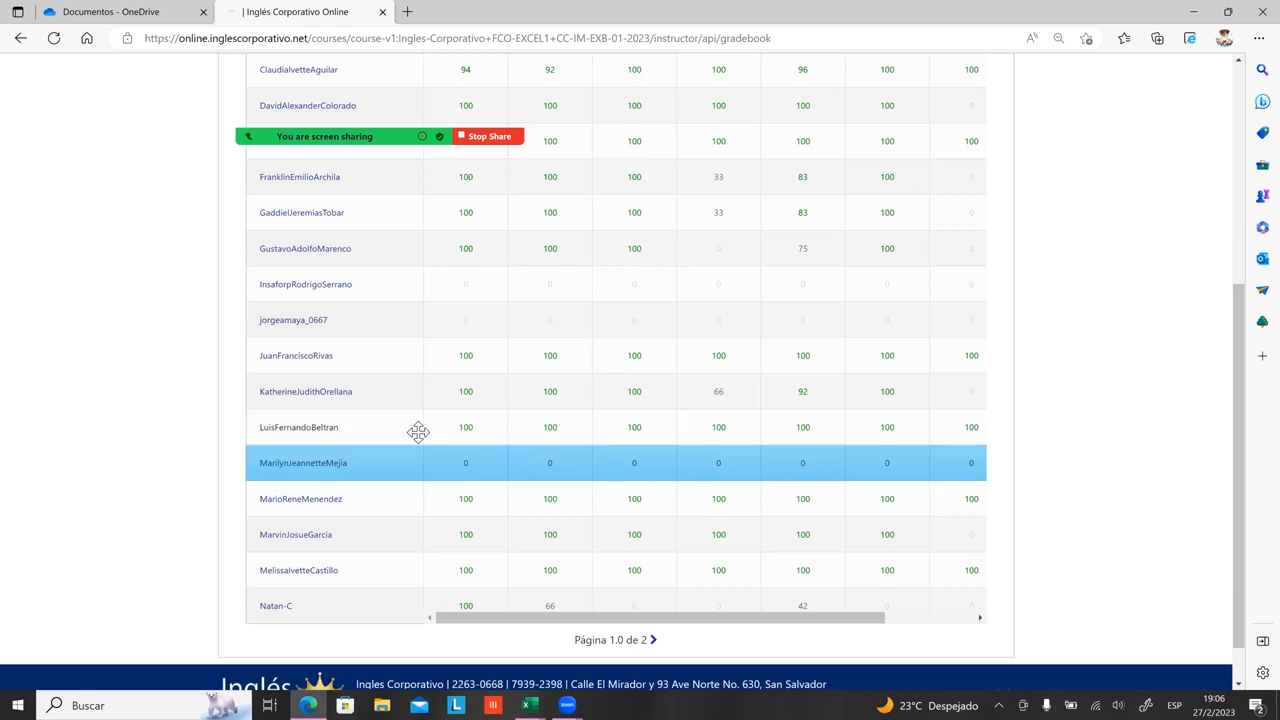 Documentos - OneDrive
| Inglés Corporativo Online
https://online.inglescorporativo.net/courses/course-v1:Ingles-Corporativo+FCO-EXCEL1+CC-IM-EXB-01-2023/instructor/api/gradebook
ClaudiaIvetteAguilar 94 92 100 100 96 100 100
DavidAlexanderColorado 100 100 100 100 100 100 0
You are screen sharing Stop Share 100 100 100 100 100 100
FranklinEmilioArchila 100 100 100 33 83 100 0
GaddielJeremiasTobar 100 100 100 33 83 100 0
GustavoAdolfoMarenco 100 100 100 0 75 100 0
InsaforpRodrigoSerrano 0 0 0 0 0 0 0
jorgeamaya_0667 0 0 0 0 0 0 0
JuanFranciscoRivas 100 100 100 100 100 100 100
KatherineJudithOrellana 100 100 100 66 92 100 0
LuisFernandoBeltran 100 100 100 100 100 100 100
MarilynJeannetteMejia 0 0 0 0 0 0 0
MarioReneMenendez 100 100 100 100 100 100 100
MarvinJosueGarcia 100 100 100 100 100 100 0
MelissaIvetteCastillo 100 100 100 100 100 100 100
Natan-C 100 66 0 0 42 0 0
Página 1.0 de 2
Inglés
Ingles Corporativo | 2263-0668 | 7939-2398 | Calle El Mirador y 93 Ave Norte No. 630, San Salvador
Buscar
23°C Despejado
ESP
19:06
27/2/2023
2